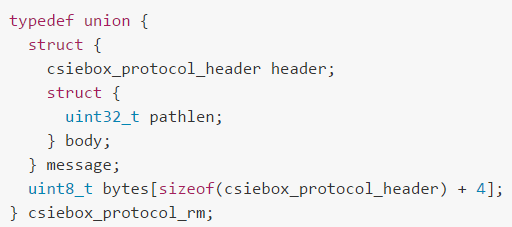 typedef union {
  struct {
    csiebox_protocol_header header;
    struct {
      uint32_t pathlen;
    } body;
  } message;
  uint8_t bytes[sizeof(csiebox_protocol_header) + 4];
} csiebox_protocol_rm;